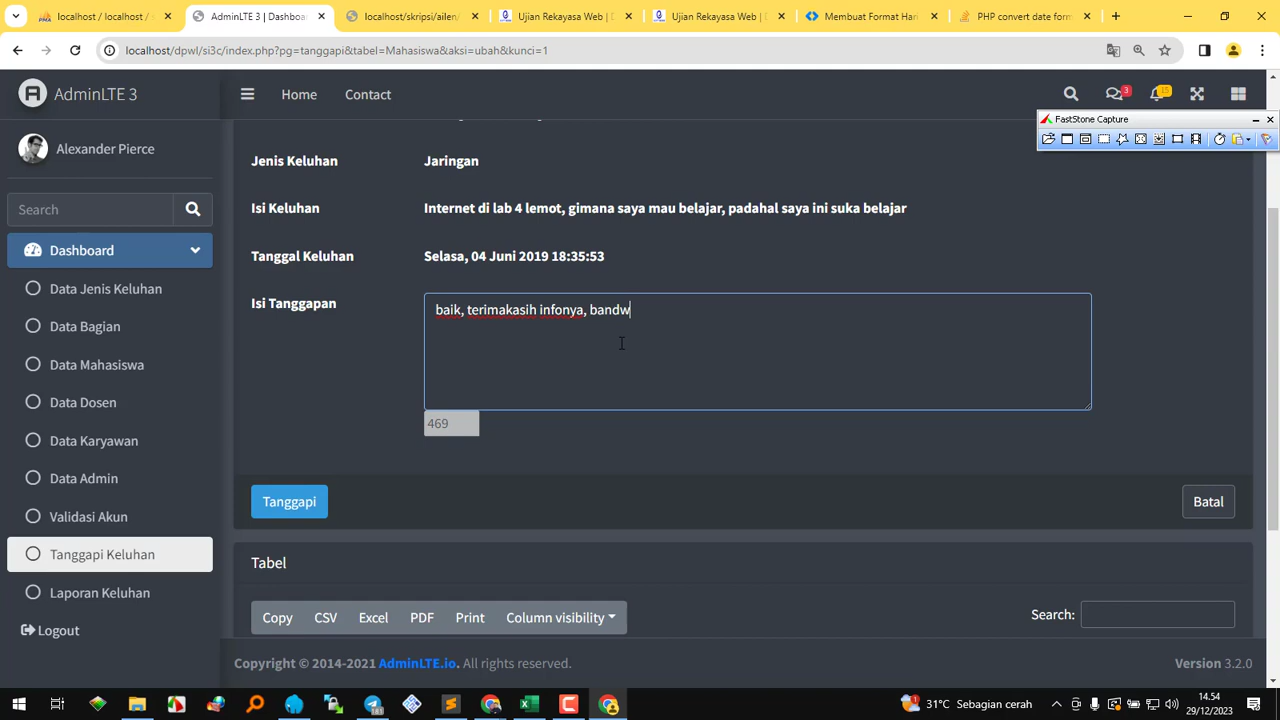 localhost / localhost /
AdminLTE 3 | Dashboa
localhost/skripsi/ailen/
Ujian Rekayasa Web | D
Ujian Rekayasa Web | D
Membuat Format Hari
PHP convert date form
localhost/dpwl/si3c/index.php?pg=tanggapi&tabel=Mahasiswa&aksi=ubah&kunci=1
AdminLTE 3
Home
Contact
3
15
FastStone Capture
Alexander Pierce
Search
Dashboard
Data Jenis Keluhan
Data Bagian
Data Mahasiswa
Data Dosen
Data Karyawan
Data Admin
Validasi Akun
Tanggapi Keluhan
Laporan Keluhan
Logout
Jenis Keluhan Jaringan
Isi Keluhan Internet di lab 4 lemot, gimana saya mau belajar, padahal saya ini suka belajar
Tanggal Keluhan Selasa, 04 Juni 2019 18:35:53
Isi Tanggapan baik, terimakasih infonya, bandw
469
Tanggapi Batal
Tabel
Copy CSV Excel PDF Print Column visibility Search:
Copyright © 2014-2021 AdminLTE.io. All rights reserved. Version 3.2.0
31°C Sebagian cerah
14.54
29/12/2023